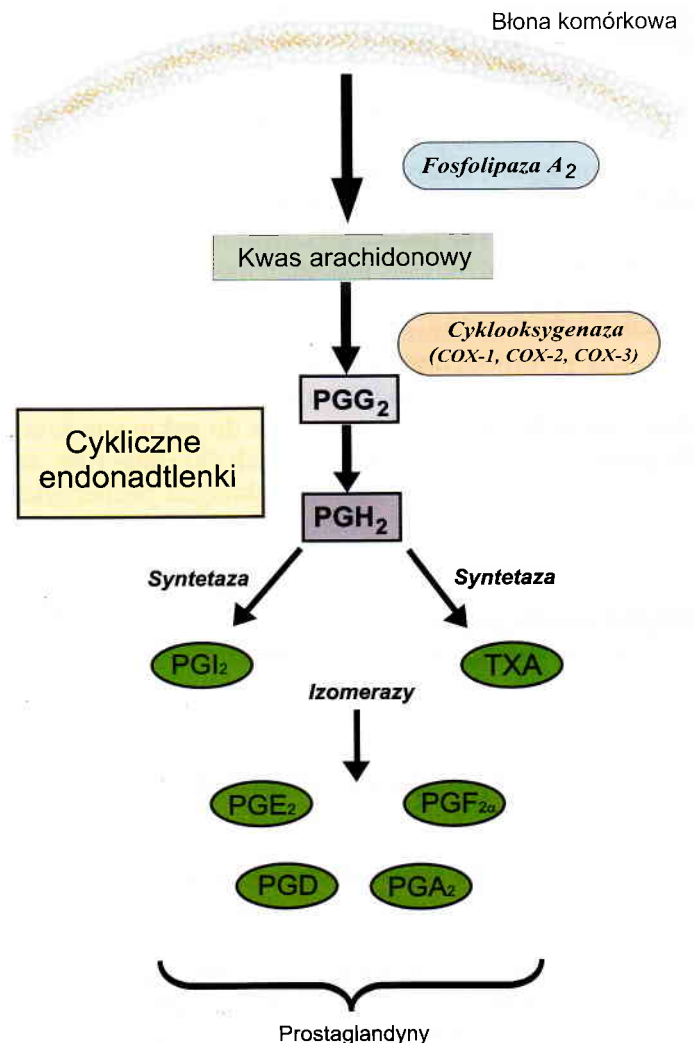 Błona komórkowa
Fosfolipaza A₂
Kwas arachidonowy
Cyklooksygenaza
(COX-1, COX-2, COX-3)
PGG₂
Cykliczne
endonadtlenki
PGH₂
Syntetaza
Syntetaza
PGI₂
TXA
Izomerazy
PGE₂
PGF₂α
PGD
PGA₂
Prostaglandyny